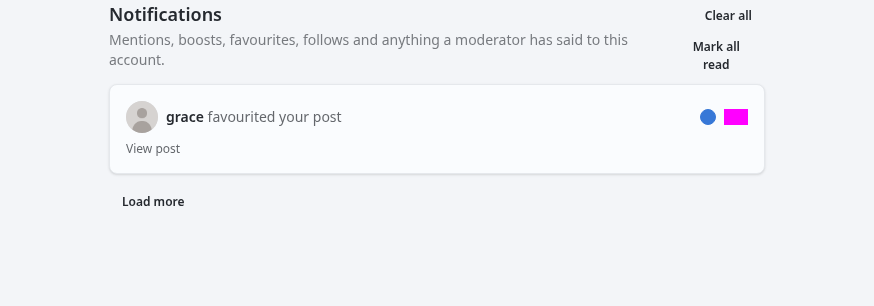 Notifications
Clear all
Mentions, boosts, favourites, follows and anything a moderator has said to this
account.
Mark all
read
grace favourited your post
View post
Load more